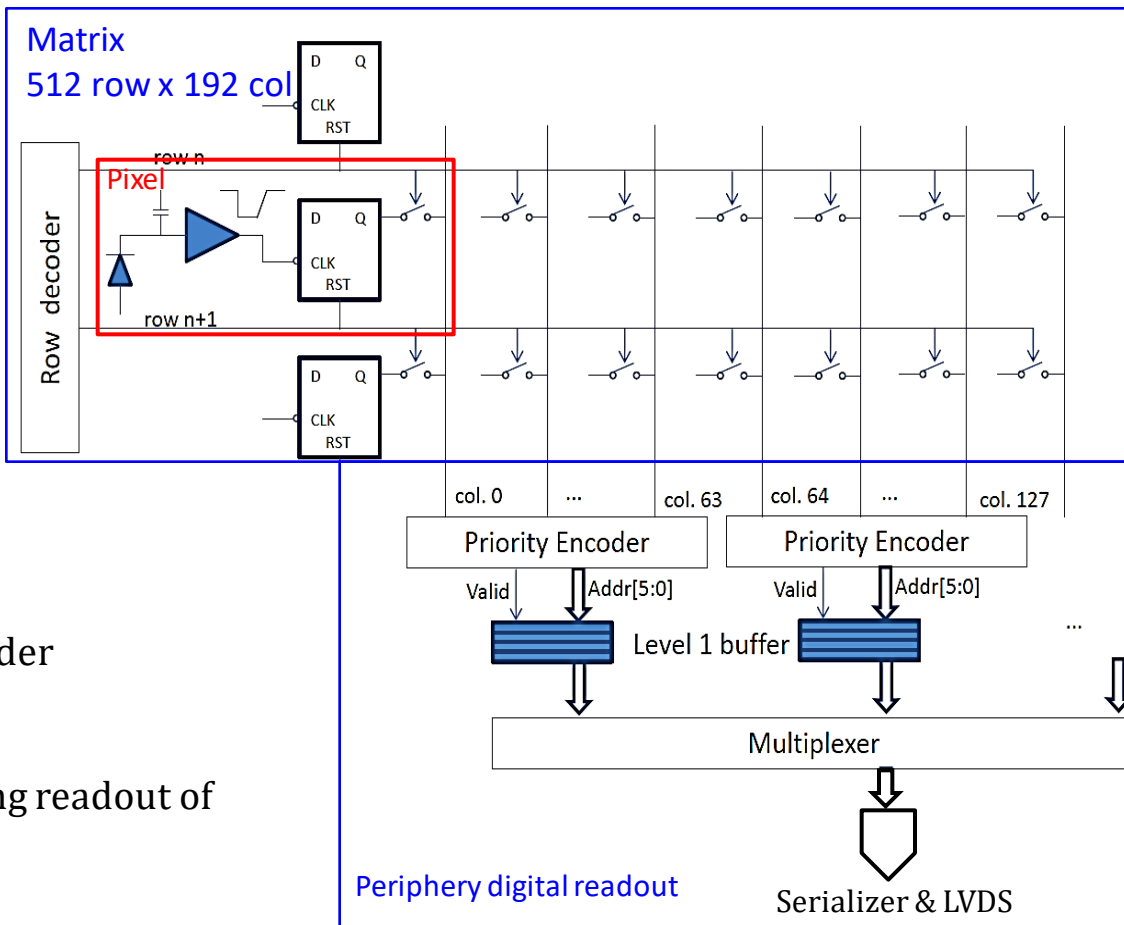 Matrix
512 row x 192 col
D Q
CLK
RST
row n
Pixel
D Q
CLK
RST
row n+1
Row decoder
D Q
CLK
RST
col. 0 ... col. 63 col. 64 ... col. 127
Priority Encoder Priority Encoder
Valid Addr[5:0] Valid Addr[5:0]
Level 1 buffer ...
der
Multiplexer
ng readout of
Periphery digital readout
Serializer & LVDS